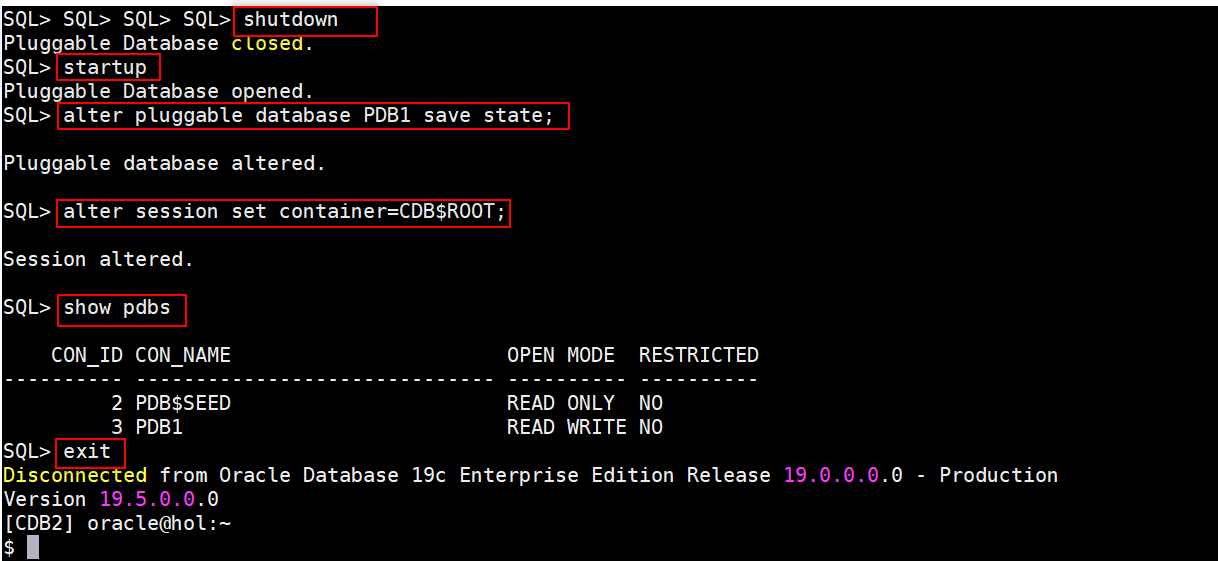 SQL> SQL> SQL> SQL> shutdown
Pluggable Database closed.
SQL> startup
Pluggable Database opened.
SQL> alter pluggable database PDB1 save state;
Pluggable database altered.
SQL> alter session set container=CDB$ROOT;
Session altered.
SQL> show pdbs
    CON_ID CON_NAME                       OPEN MODE  RESTRICTED
---------- ------------------------------ ---------- ----------
         2 PDB$SEED                       READ ONLY  NO
         3 PDB1                           READ WRITE NO
SQL> exit
Disconnected from Oracle Database 19c Enterprise Edition Release 19.0.0.0.0 - Production
Version 19.5.0.0.0
[CDB2] oracle@hol:~
$